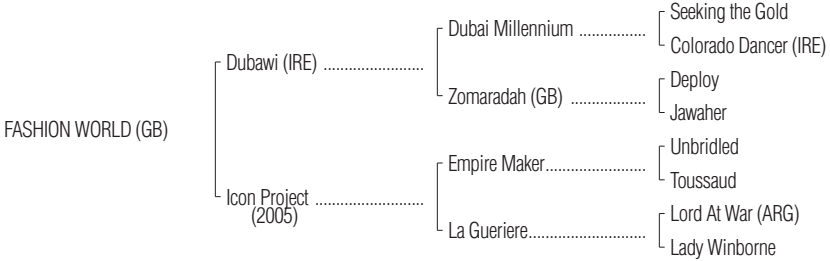 Seeking the Gold
Dubai Millennium ................
Colorado Dancer (IRE)
Dubawi (IRE) ........................
Deploy
Zomaradah (GB) ..................
Jawaher
FASHION WORLD (GB)
Unbridled
Empire Maker........................
Toussaud
Icon Project ..........................
(2005)
Lord At War (ARG)
La Gueriere............................
Lady Winborne